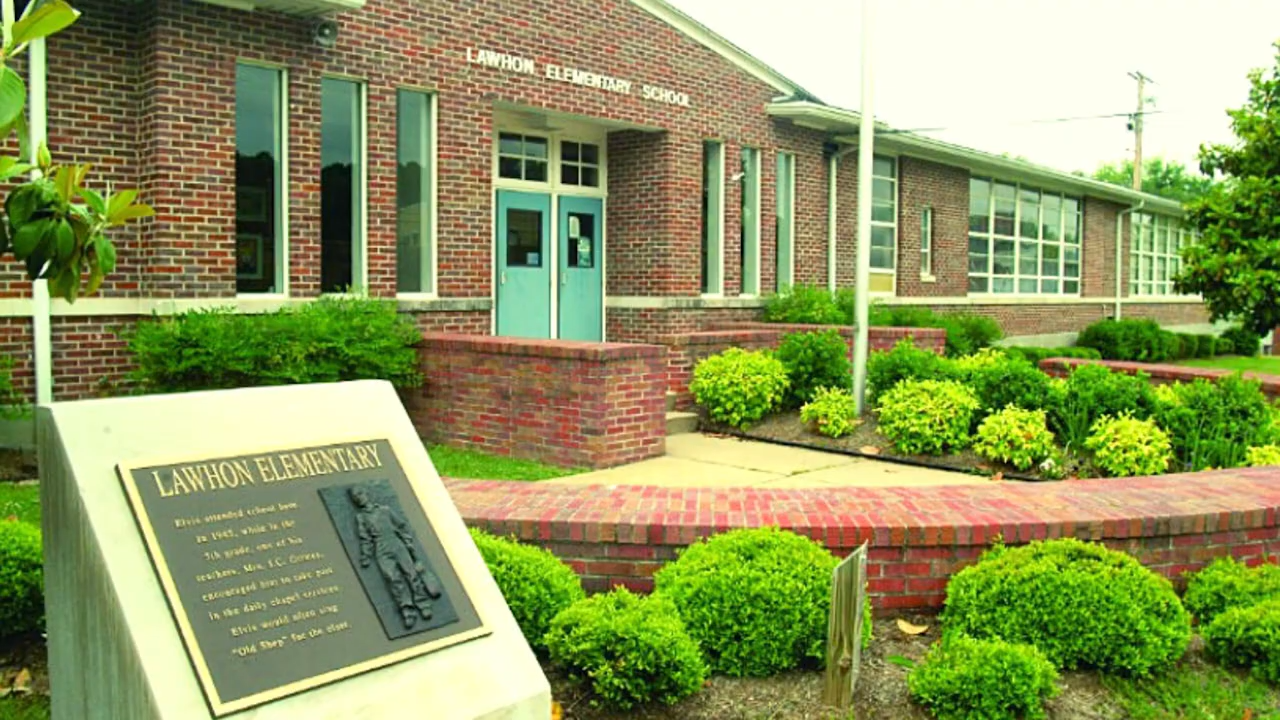 LAWHON ELEMENTARY SCHOOL
LAWHON ELEMENTARY
Elvis attended school here
in 1945, while in the
5th grade, one of his
teachers, Mrs. J.C. Grimes,
encouraged him to take part
in the daily chapel services
Elvis would often sing
"Old Shep" for the class.